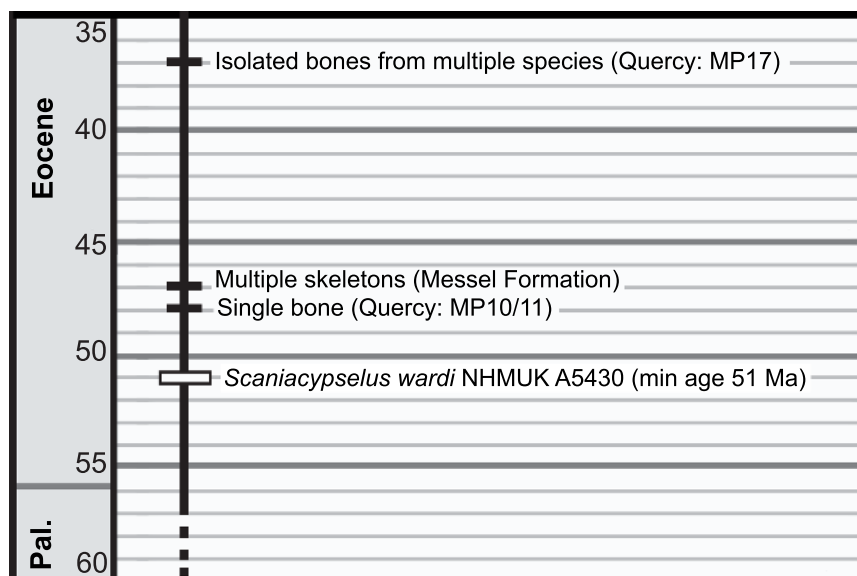 35
Isolated bones from multiple species (Quercy: MP17)
Eocene
40
45
Multiple skeletons (Messel Formation)
Single bone (Quercy: MP10/11)
50
Scaniacypselus wardi NHMUK A5430 (min age 51 Ma)
55
Pal.
60